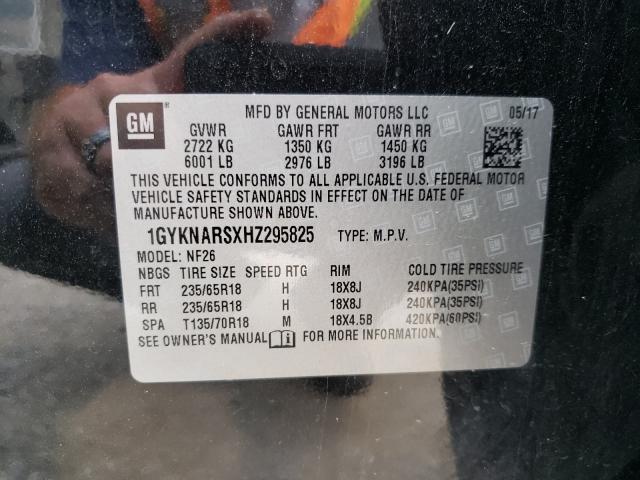 GM
MFD BY GENERAL MOTORS LLC 05/17
GVWR GAWR FRT GAWR RR
2722 KG 1350 KG 1450 KG
6001 LB 2976 LB 3196 LB
THIS VEHICLE CONFORMS TO ALL APPLICABLE U.S. FEDERAL MOTOR
VEHICLE SAFETY STANDARDS IN EFFECT ON THE DATE OF
MANUFACTURE SHOWN ABOVE.
1GYKNARSXHZ295825 TYPE: M.P.V.
MODEL: NF26
NBGS TIRE SIZE SPEED RTG RIM COLD TIRE PRESSURE
FRT 235/65R18 H 18X8J 240KPA(35PSI)
RR 235/65R18 H 18X8J 240KPA(35PSI)
SPA T135/70R18 M 18X4.5B 420KPA(60PSI)
SEE OWNER'S MANUAL FOR MORE INFORMATION.